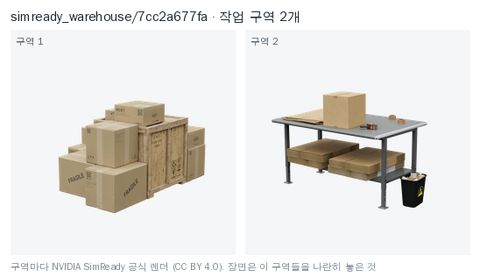 simready_warehouse/7cc2a677fa · 작업 구역 2개
구역 1
구역 2
FRAGILE
FRAGILE
구역마다 NVIDIA SimReady 공식 렌더 (CC BY 4.0). 장면은 이 구역들을 나란히 놓은 것